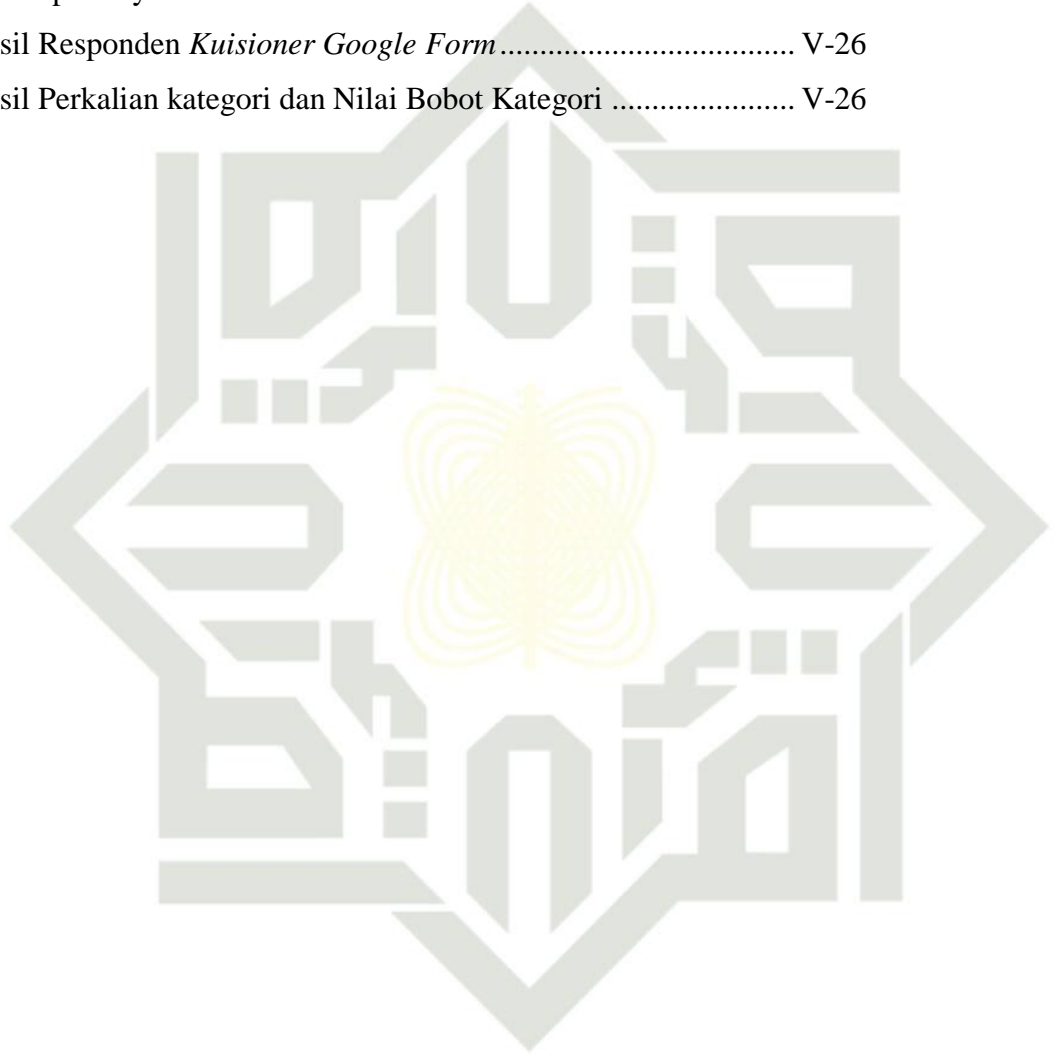 sil Responden Kuisioner Google Form...................................... V-26
sil Perkalian kategori dan Nilai Bobot Kategori ........................ V-26